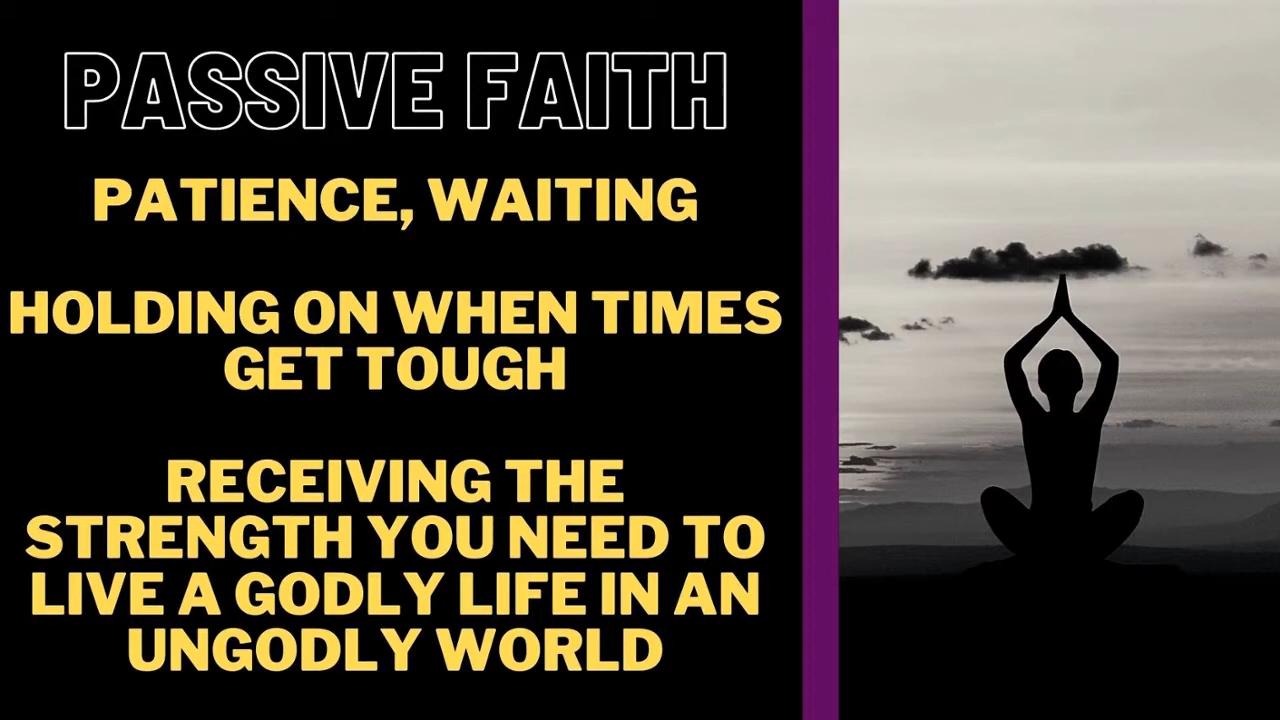 PASSIVE FAITH
PATIENCE, WAITING
HOLDING ON WHEN TIMES
GET TOUGH
RECEIVING THE
STRENGTH YOU NEED TO
LIVE A GODLY LIFE IN AN
UNGODLY WORLD